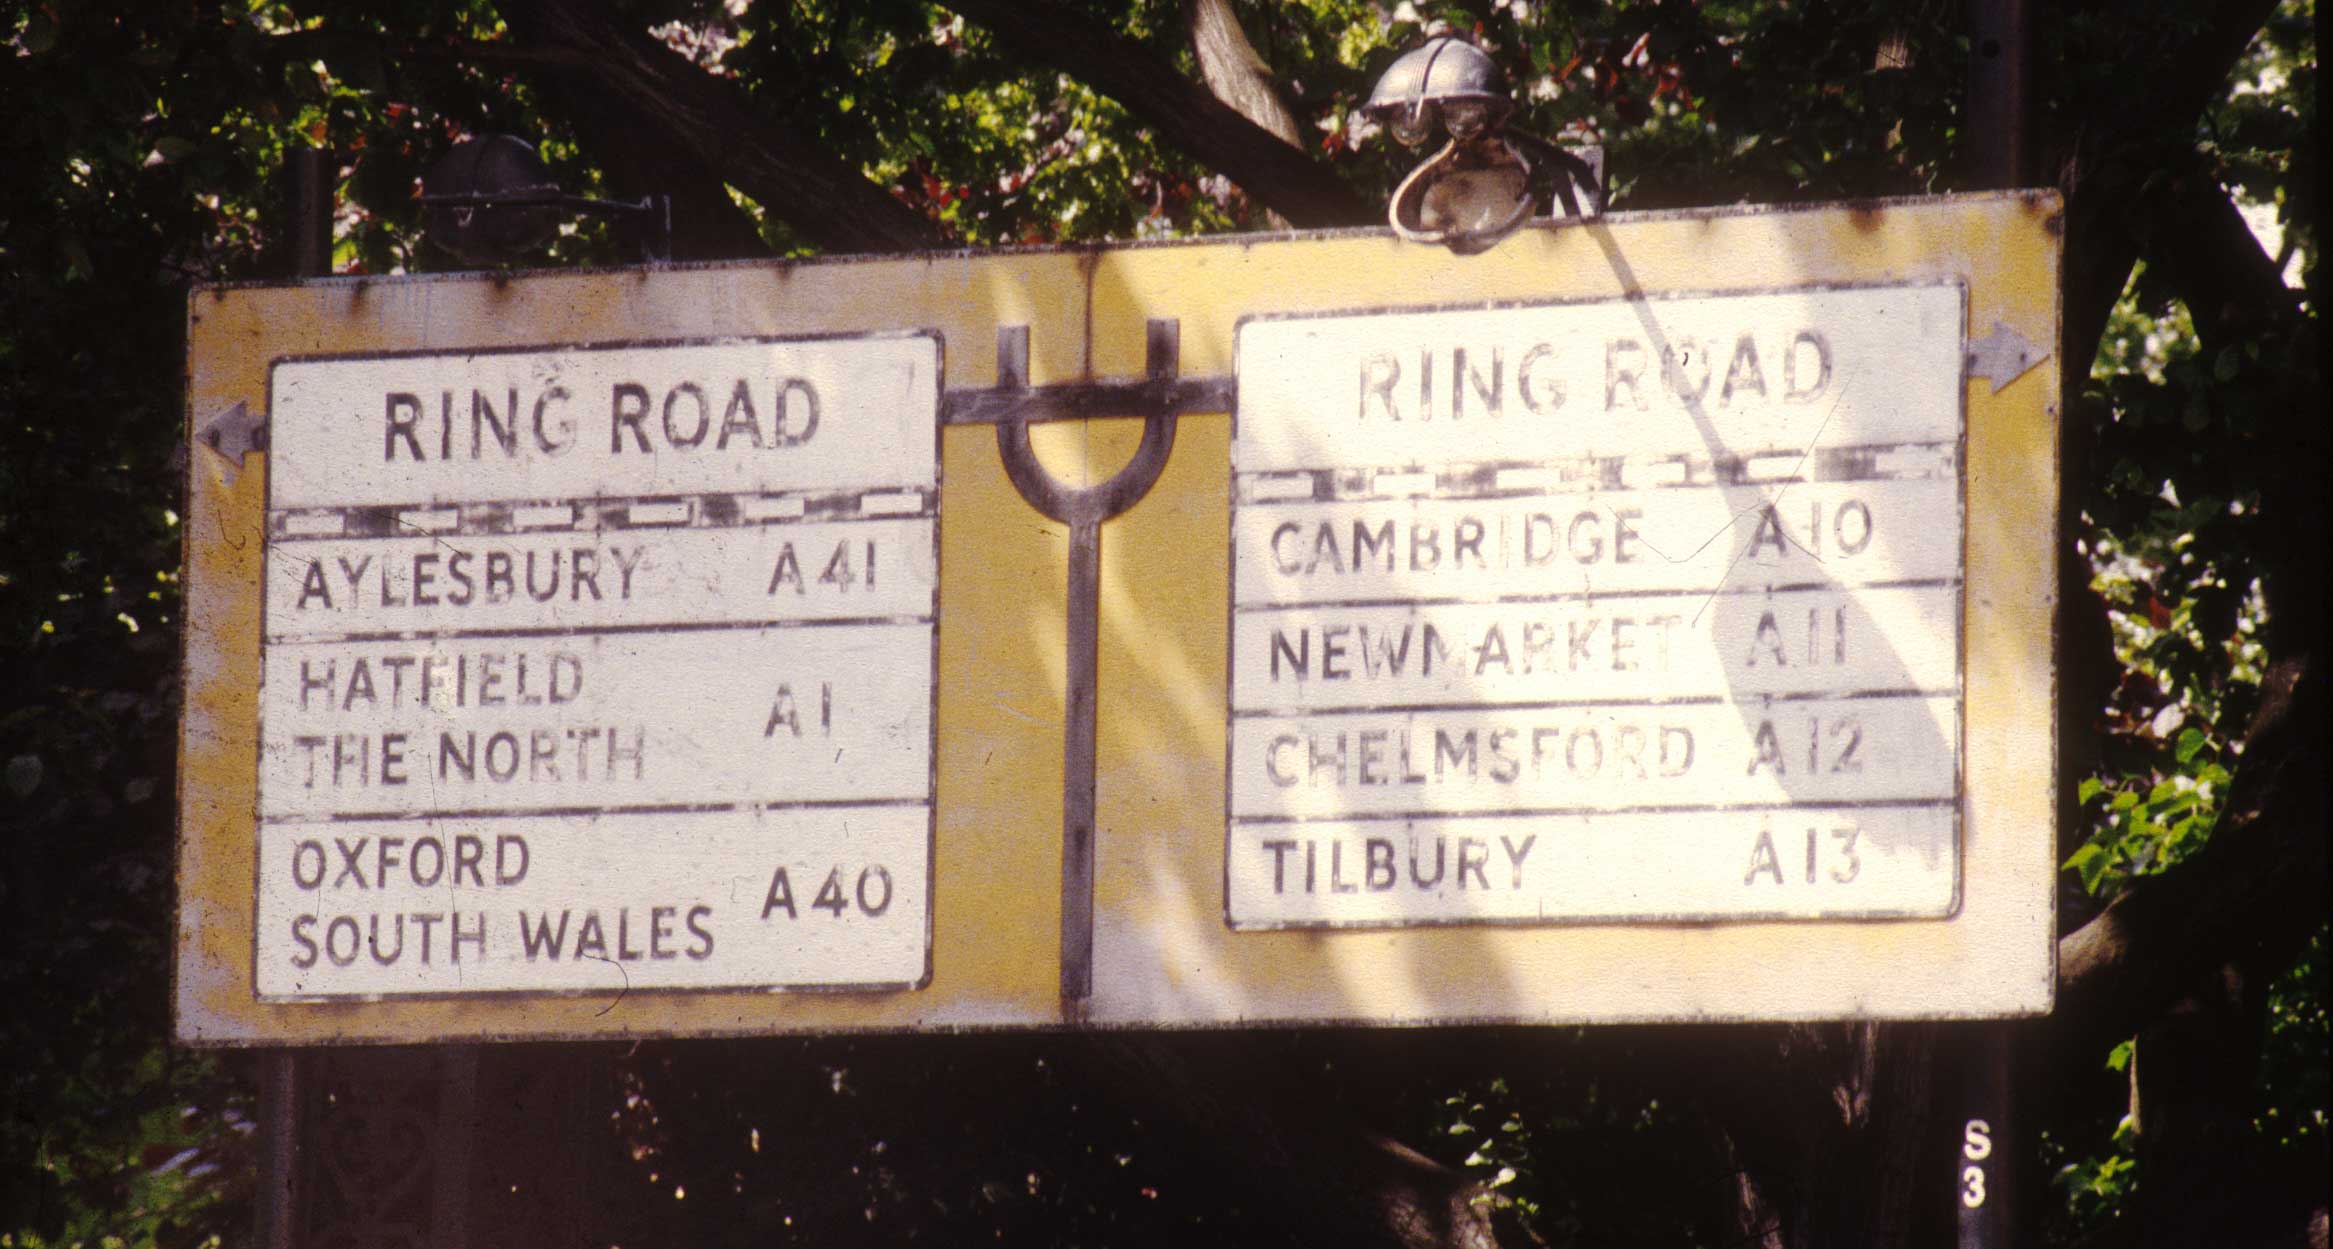 RING ROAD
AYLESBURY A41
HATFIELD
THE NORTH A1
OXFORD
SOUTH WALES A40
RING ROAD
CAMBRIDGE A10
NEWMARKET A11
CHELMSFORD A12
TILBURY A13
S
3